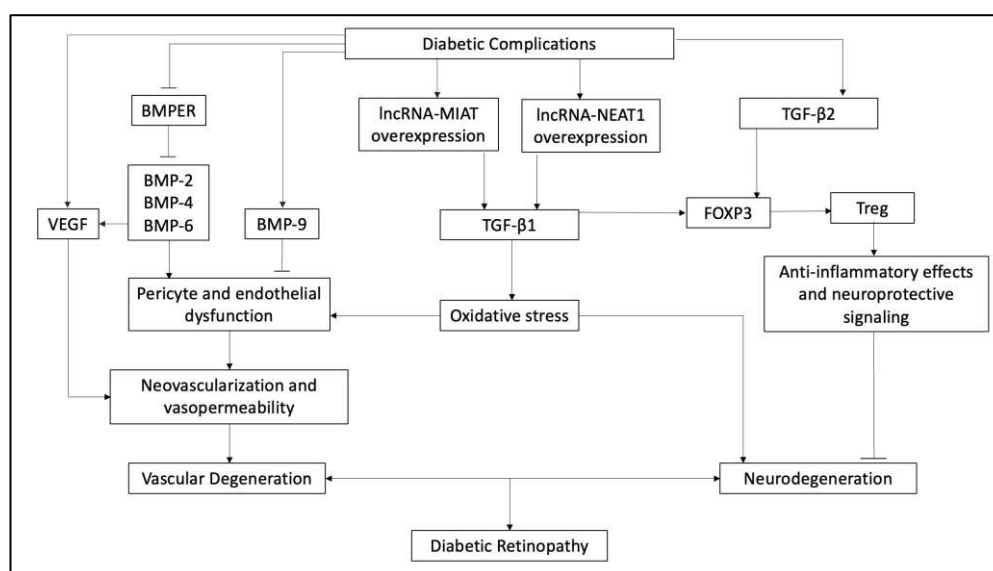 Diabetic Complications
BMPER
lncRNA-MIAT
overexpression
lncRNA-NEAT1
overexpression
TGF-β2
BMP-2
BMP-4
BMP-6
VEGF
BMP-9
TGF-β1
FOXP3
Treg
Pericyte and endothelial
dysfunction
Oxidative stress
Anti-inflammatory effects
and neuroprotective
signaling
Neovascularization and
vasopermeability
Vascular Degeneration
Neurodegeneration
Diabetic Retinopathy